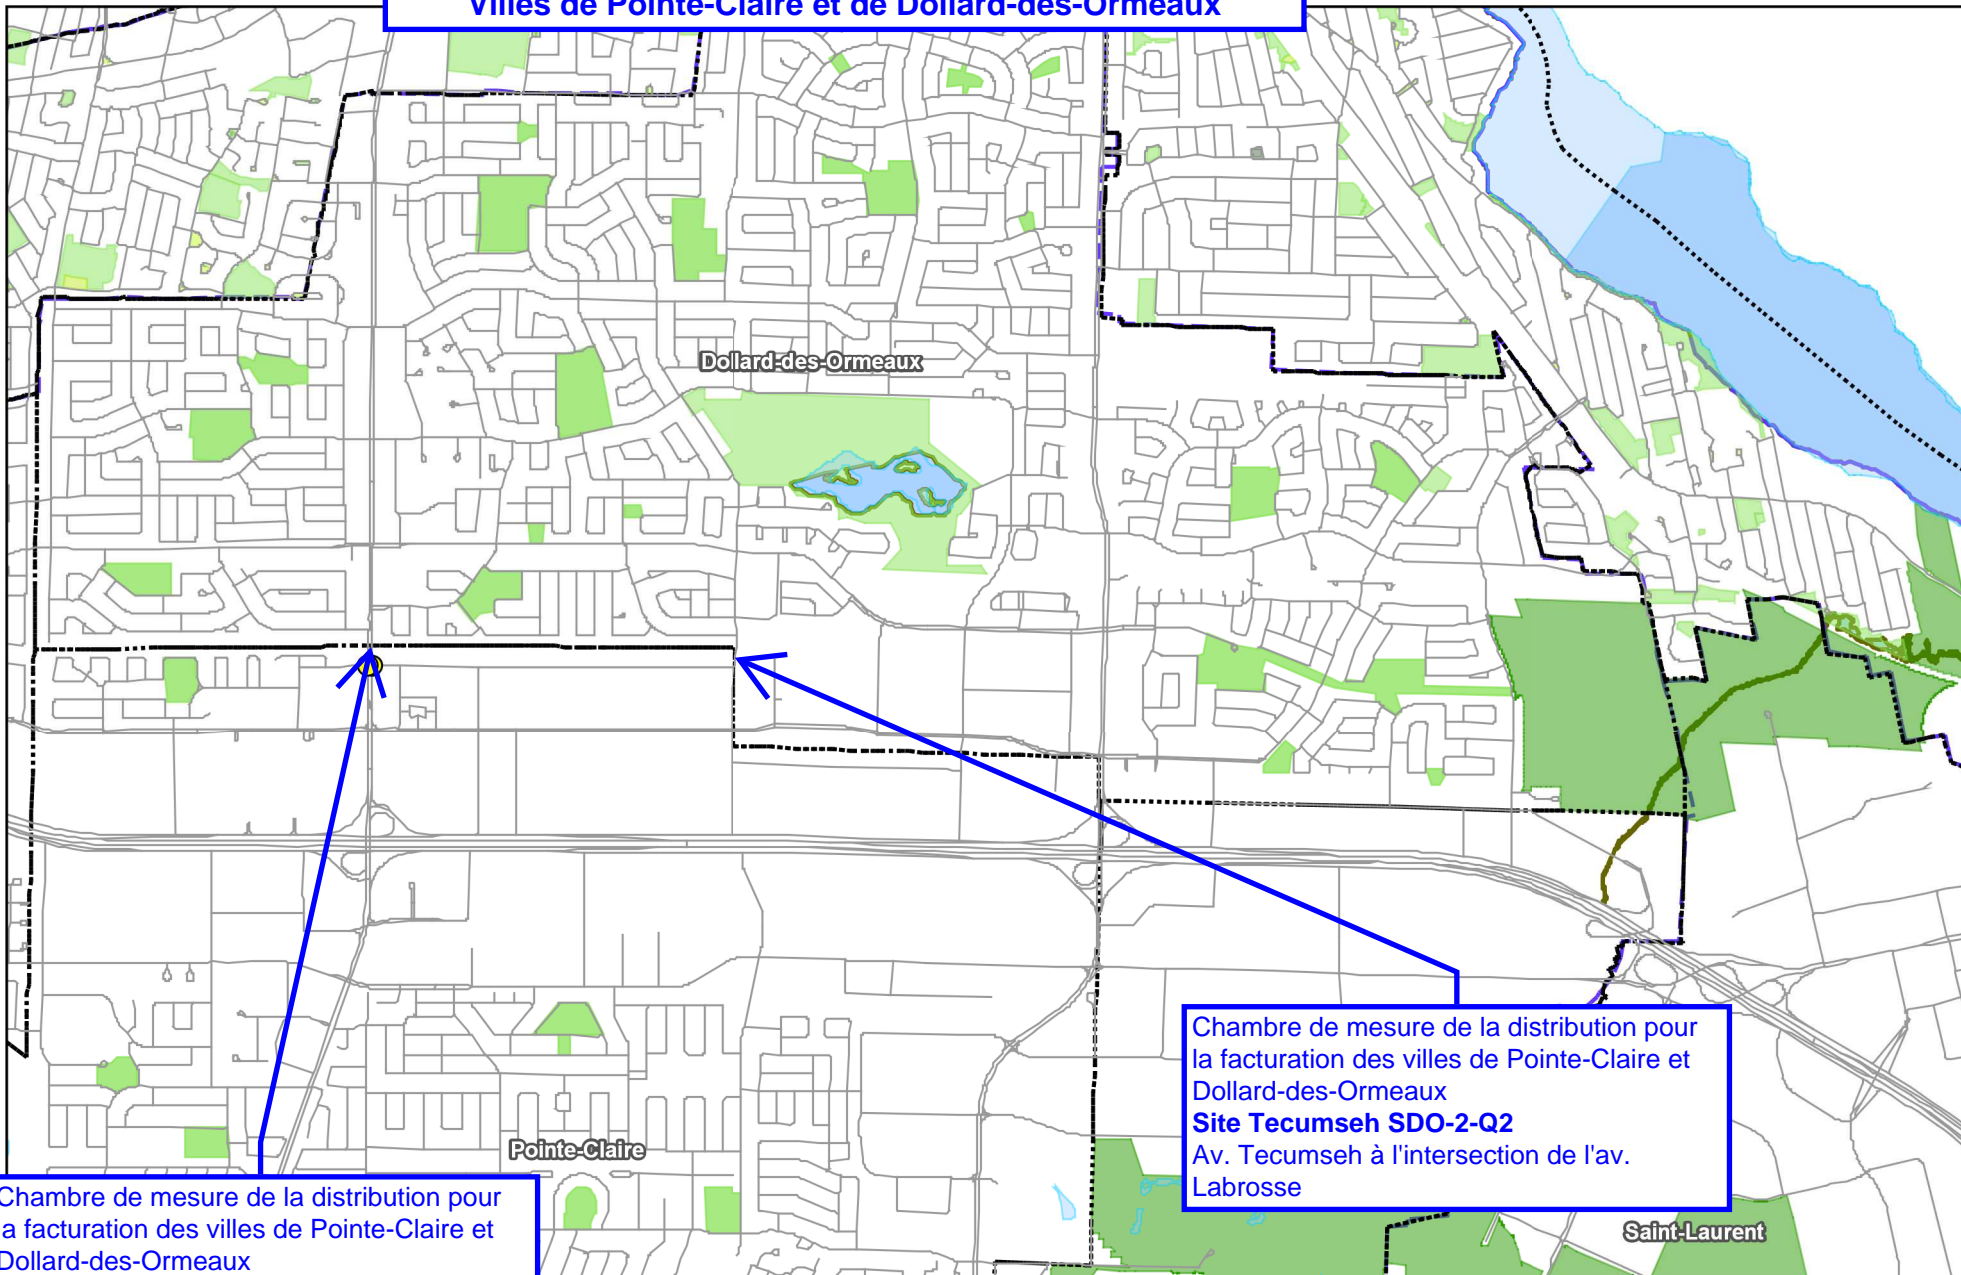 Villes de Pointe-Claire et de Dollard-des-Ormeaux
Dollard-des-Ormeaux
Chambre de mesure de la distribution pour
la facturation des villes de Pointe-Claire et
Dollard-des-Ormeaux
Site Tecumseh SDO-2-Q2
Av. Tecumseh à l'intersection de l'av.
Labrosse
Pointe-Claire
Chambre de mesure de la distribution pour
la facturation des villes de Pointe-Claire et
Dollard-des-Ormeaux
Saint-Laurent